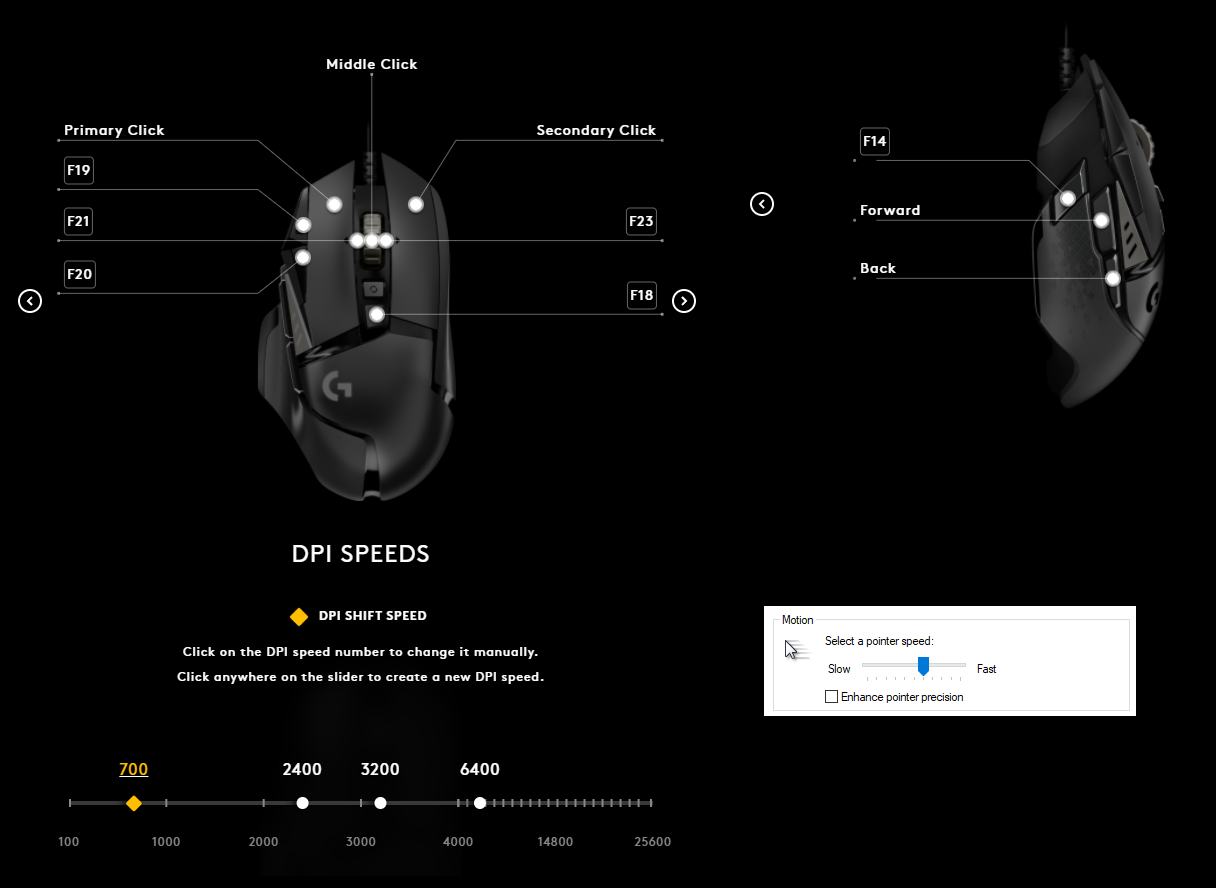 Middle Click
Primary Click
Secondary Click
F19
F21
F23
F20
F18
F14
Forward
Back
DPI SPEEDS
DPI SHIFT SPEED
Click on the DPI speed number to change it manually.
Click anywhere on the slider to create a new DPI speed.
700 2400 3200 6400
100 1000 2000 3000 4000 14800 25600
Motion
Select a pointer speed:
Slow Fast
Enhance pointer precision